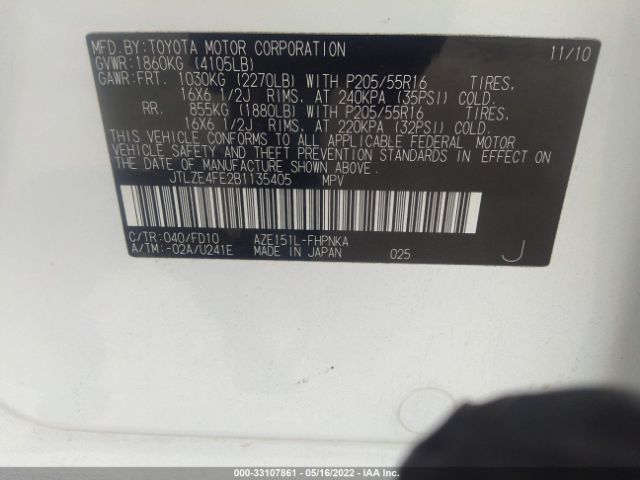 MFD.BY:TOYOTA MOTOR CORPORATION 11/10
GVWR:1860KG (4105LB)
GAWR:FRT. 1030KG (2270LB) WITH P205/55R16 TIRES,
16X6 1/2J RIMS, AT 240KPA (35PSI) COLD.
RR. 855KG (1880LB) WITH P205/55R16 TIRES,
16X6 1/2J RIMS, AT 220KPA (32PSI) COLD.
THIS VEHICLE CONFORMS TO ALL APPLICABLE FEDERAL MOTOR
VEHICLE SAFETY AND THEFT PREVENTION STANDARDS IN EFFECT ON
THE DATE OF MANUFACTURE SHOWN ABOVE.
JTLZE4FE2B1135405 MPV
C/TR:040/FD10 AZE151L-FHPNKA
A/TM:-02A/U241E MADE IN JAPAN 025 J
000-33107861 - 05/16/2022 - IAA Inc.